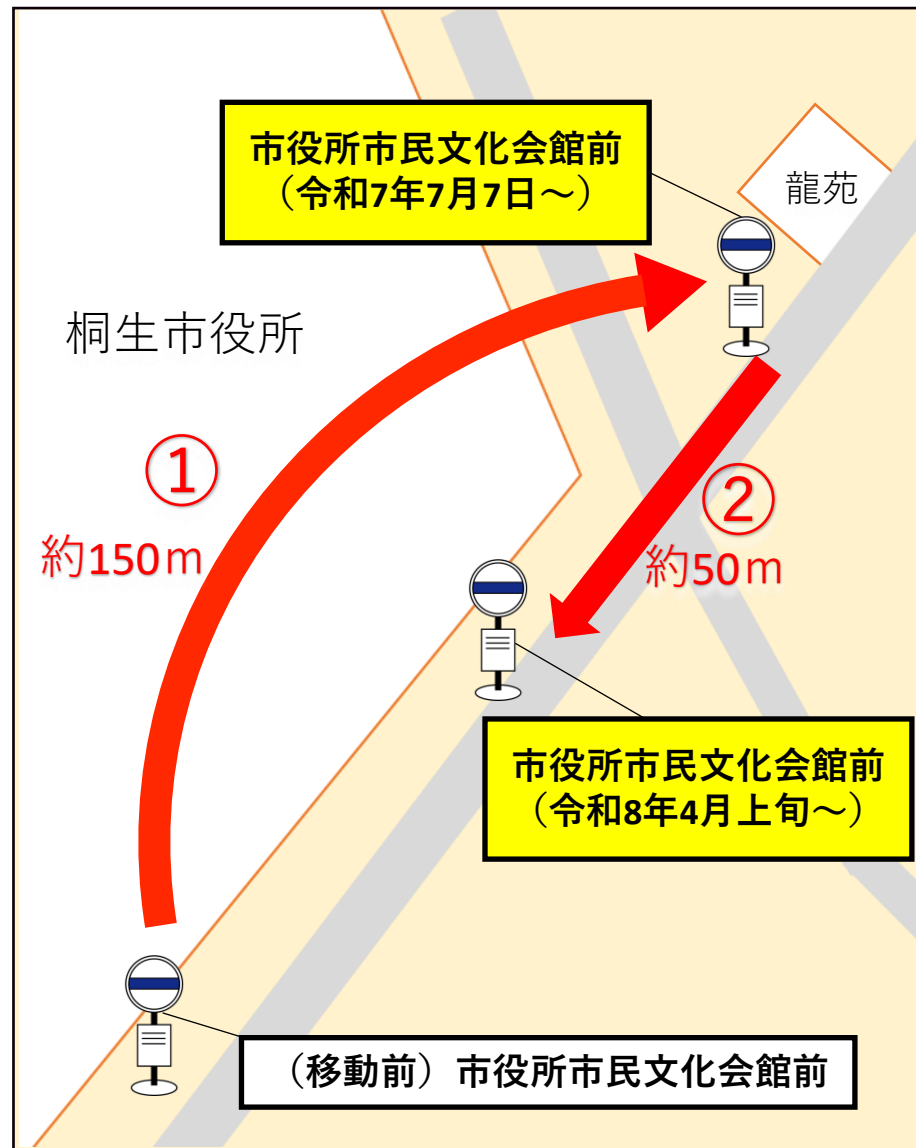 市役所市民文化会館前
（令和7年7月7日～）
龍苑
桐生市役所
①
約150ｍ
②
約50ｍ
市役所市民文化会館前
（令和8年4月上旬～）
（移動前）市役所市民文化会館前